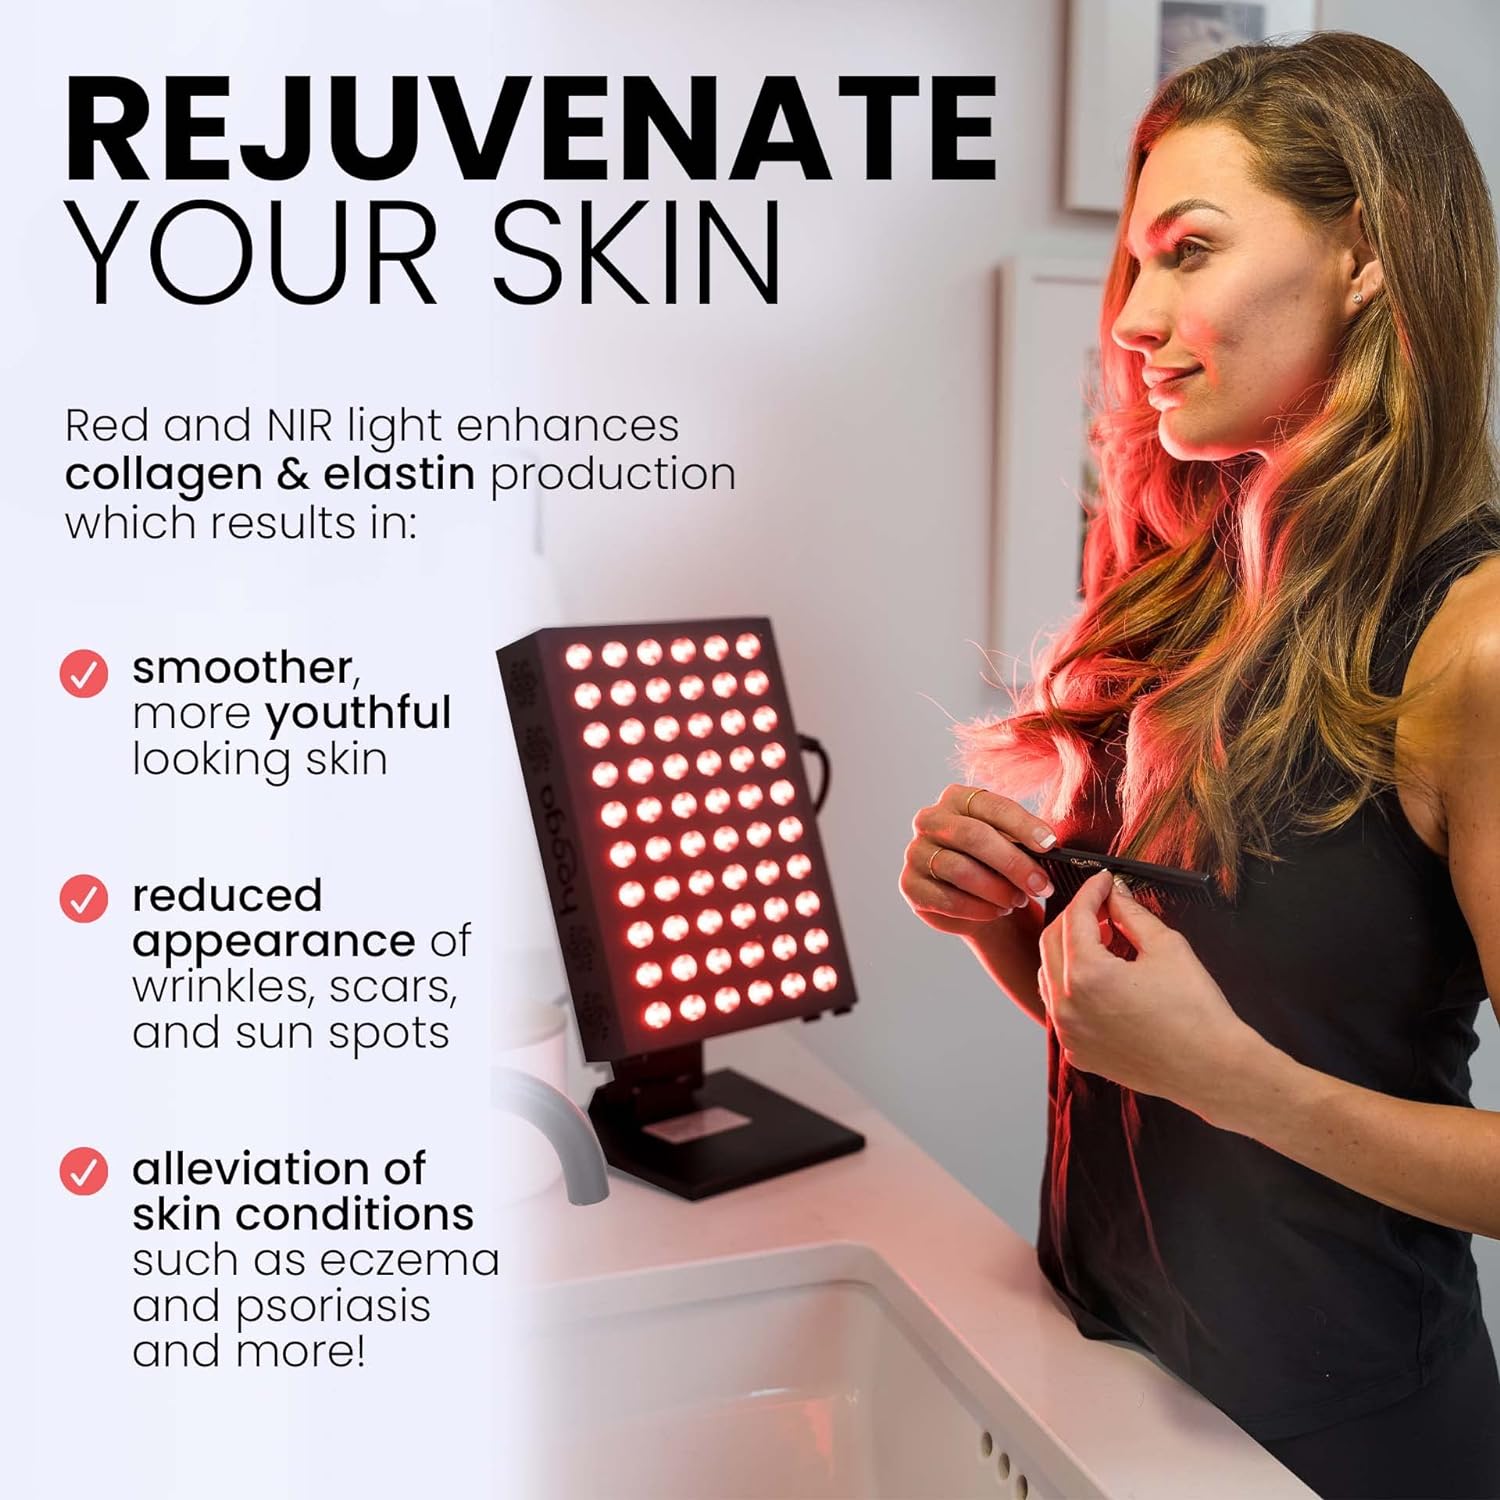 REJUVENATE
YOUR SKIN
Red and NIR light enhances
collagen & elastin production
which results in:
smoother,
more youthful
looking skin
reduced
appearance of
wrinkles, scars,
and sun spots
alleviation of
skin conditions
such as eczema
and psoriasis
and more!
hooga